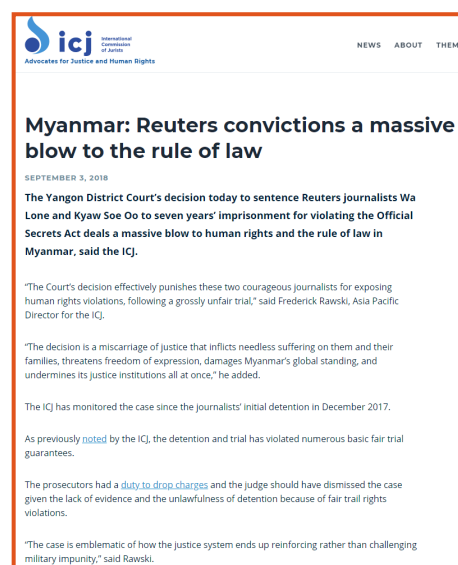 icj
International
Commission
of Jurists
Advocates for Justice and Human Rights
NEWS ABOUT THEM
Myanmar: Reuters convictions a massive
blow to the rule of law
SEPTEMBER 3, 2018
The Yangon District Court’s decision today to sentence Reuters journalists Wa
Lone and Kyaw Soe Oo to seven years’ imprisonment for violating the Official
Secrets Act deals a massive blow to human rights and the rule of law in
Myanmar, said the ICJ.
“The Court’s decision effectively punishes these two courageous journalists for exposing
human rights violations, following a grossly unfair trial,” said Frederick Rawski, Asia Pacific
Director for the ICJ.
“The decision is a miscarriage of justice that inflicts needless suffering on them and their
families, threatens freedom of expression, damages Myanmar’s global standing, and
undermines its justice institutions all at once,” he added.
The ICJ has monitored the case since the journalists’ initial detention in December 2017.
As previously noted by the ICJ, the detention and trial has violated numerous basic fair trial
guarantees.
The prosecutors had a duty to drop charges and the judge should have dismissed the case
given the lack of evidence and the unlawfulness of detention because of fair trail rights
violations.
“The case is emblematic of how the justice system ends up reinforcing rather than challenging
military impunity,” said Rawski.